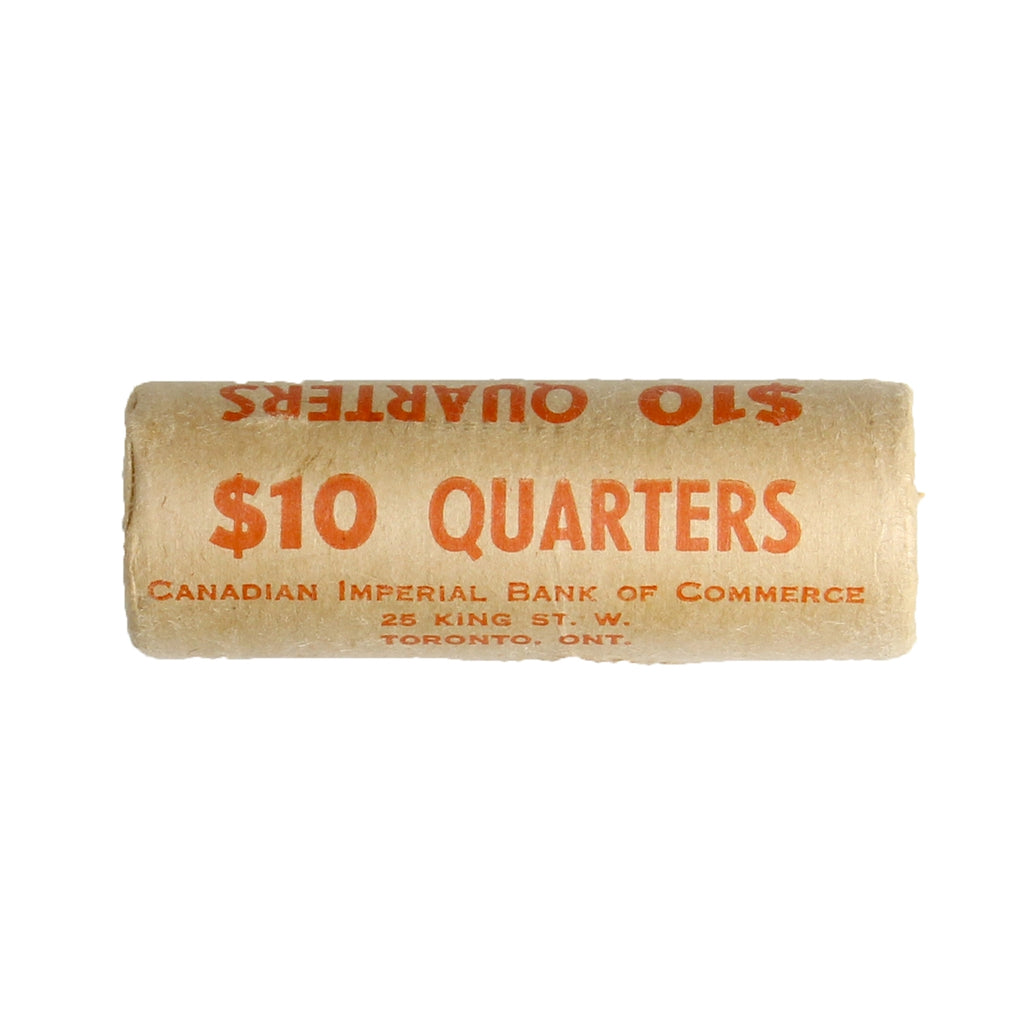 $10 QUARTERS
$10 QUARTERS
CANADIAN IMPERIAL BANK OF COMMERCE
25 KING ST. W.
TORONTO, ONT.